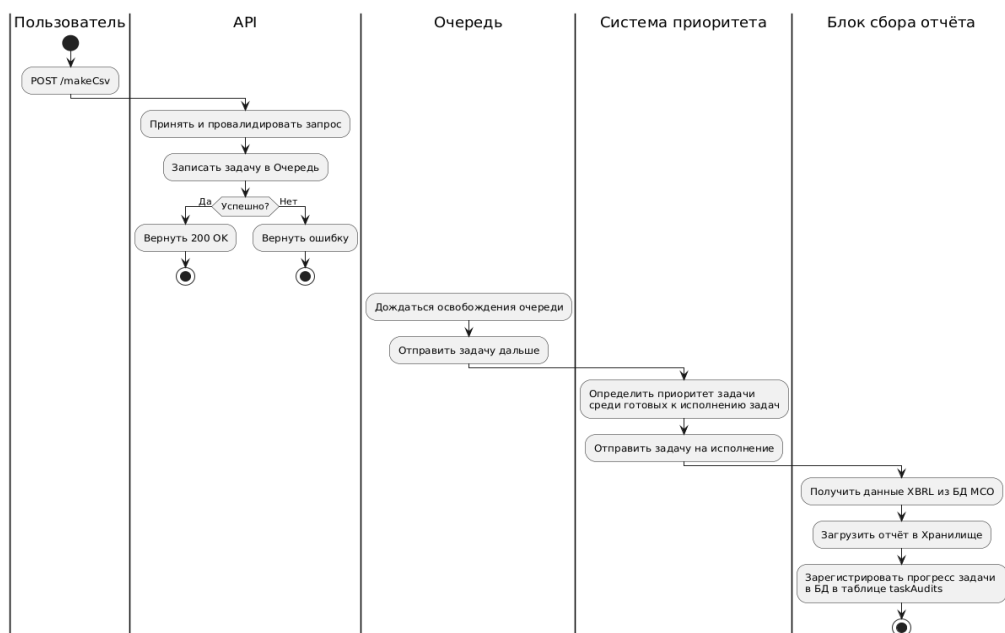 Пользователь
API
Очередь
Система приоритета
Блок сбора отчёта
POST /makeCsv
Принять и провалидировать запрос
Записать задачу в Очередь
Успешно?
Да
Нет
Вернуть 200 OK
Вернуть ошибку
Дождаться освобождения очереди
Отправить задачу дальше
Определить приоритет задачи
среди готовых к исполнению задач
Отправить задачу на исполнение
Получить данные XBRL из БД МСО
Загрузить отчёт в Хранилище
Зарегистрировать прогресс задачи
в БД в таблице taskAudits